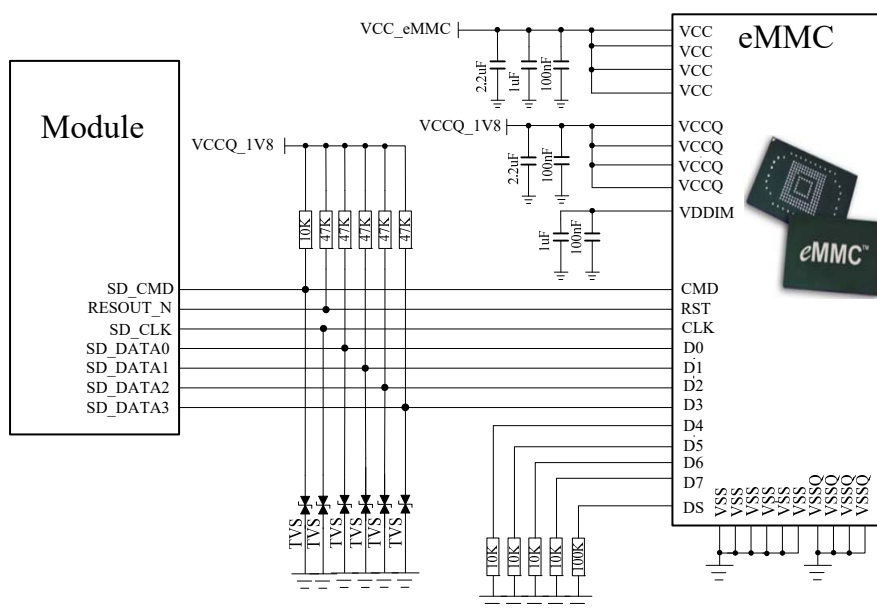 VCC_eMMC
2.2uF
1uF
100nF
VCC
VCC
VCC
VCC
eMMC
Module
VCCQ_1V8
VCCQ_1V8
2.2uF
100nF
VCCQ
VCCQ
VCCQ
VCCQ
VDDIM
1uF
100nF
eMMC™
10K
47K
47K
47K
47K
47K
SD_CMD
RESOUT_N
SD_CLK
SD_DATA0
SD_DATA1
SD_DATA2
SD_DATA3
CMD
RST
CLK
D0
D1
D2
D3
D4
D5
D6
D7
DS
TVS
TVS
TVS
TVS
TVS
TVS
10K
10K
10K
10K
100K
VSS
VSS
VSS
VSS
VSS
VSS
VSSQ
VSSQ
VSSQ
VSSQ